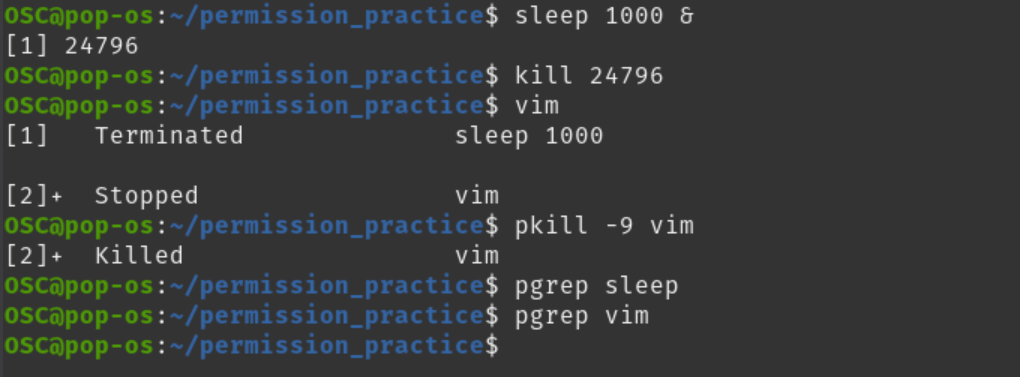 OSC@pop-os:~/permission_practice$ sleep 1000 &
[1] 24796
OSC@pop-os:~/permission_practice$ kill 24796
OSC@pop-os:~/permission_practice$ vim
[1]   Terminated              sleep 1000
[2]+  Stopped                 vim
OSC@pop-os:~/permission_practice$ pkill -9 vim
[2]+  Killed                  vim
OSC@pop-os:~/permission_practice$ pgrep sleep
OSC@pop-os:~/permission_practice$ pgrep vim
OSC@pop-os:~/permission_practice$